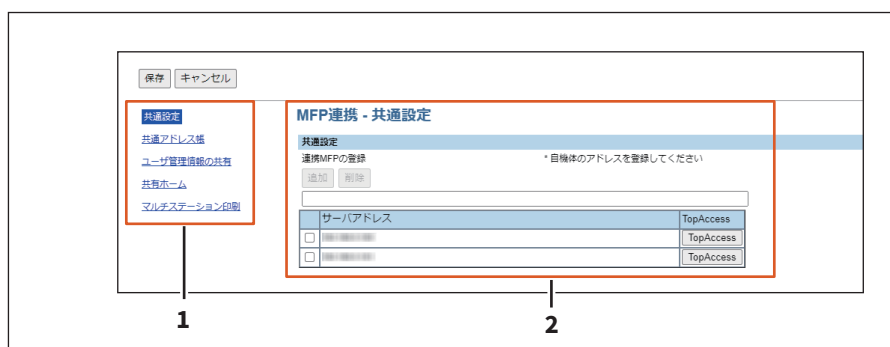 保存 キャンセル
共通設定
共通アドレス帳
ユーザ管理情報の共有
共有ホーム
マルチステーション印刷
MFP連携 - 共通設定
共通設定
連携MFPの登録 * 自機体のアドレスを登録してください
追加 削除
サーバアドレス TopAccess
TopAccess
TopAccess
1
2